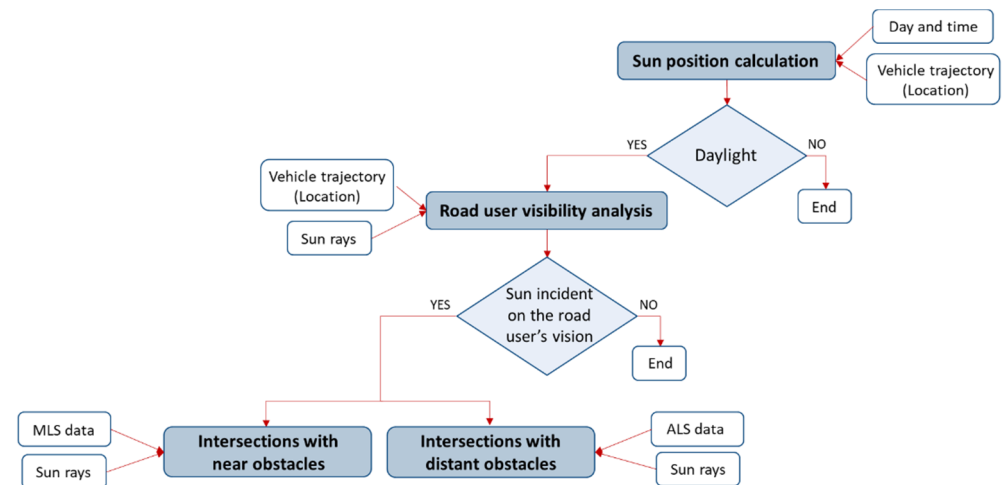 Day and time
Sun position calculation
Vehicle trajectory
(Location)
YES
Daylight
NO
Vehicle trajectory
(Location)
End
Road user visibility analysis
Sun rays
YES
Sun incident
on the road
user's vision
NO
End
MLS data
Intersections with
near obstacles
Intersections with
distant obstacles
ALS data
Sun rays
Sun rays